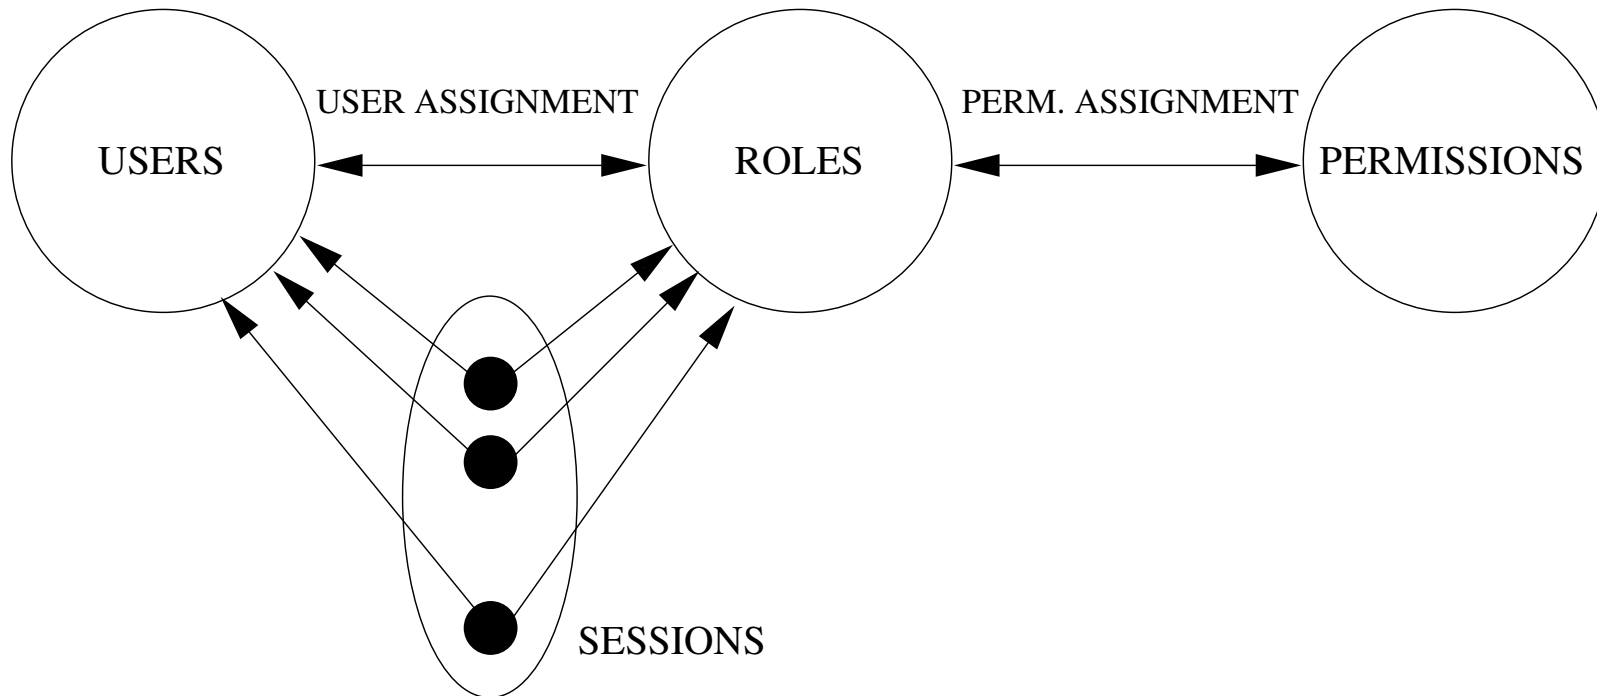 USER ASSIGNMENT
PERM. ASSIGNMENT
USERS
ROLES
PERMISSIONS
SESSIONS